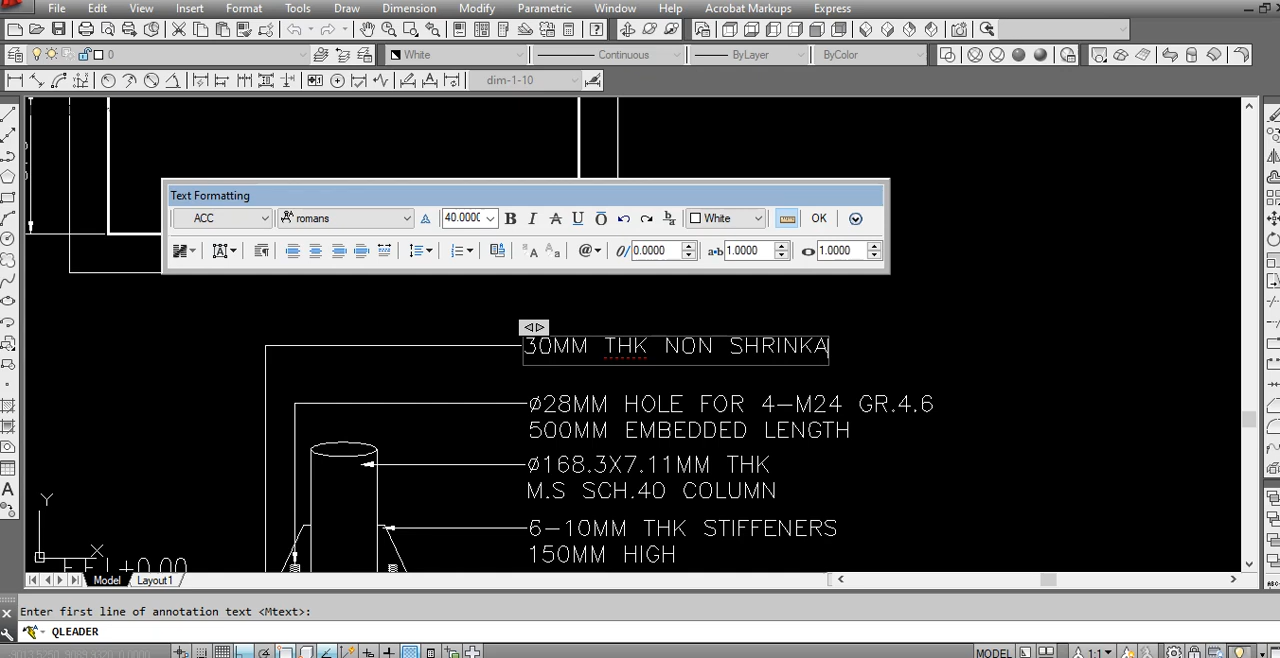 File Edit View Insert Format Tools Draw Dimension Modify Parametric Window Help Acrobat Markups Express
0 White Continuous ByLayer ByColor
dim-1-10
Text Formatting
ACC romans 40.000 B I A U O White OK
@ 0/ 0.0000 a•b 1.0000 1.0000
30MM THK NON SHRINKA
Ø28MM HOLE FOR 4-M24 GR.4.6
500MM EMBEDDED LENGTH
Ø168.3X7.11MM THK
M.S SCH.40 COLUMN
6-10MM THK STIFFENERS
150MM HIGH
Y
X
Model Layout1
Enter first line of annotation text <Mtext>:
QLEADER
MODEL 1:1